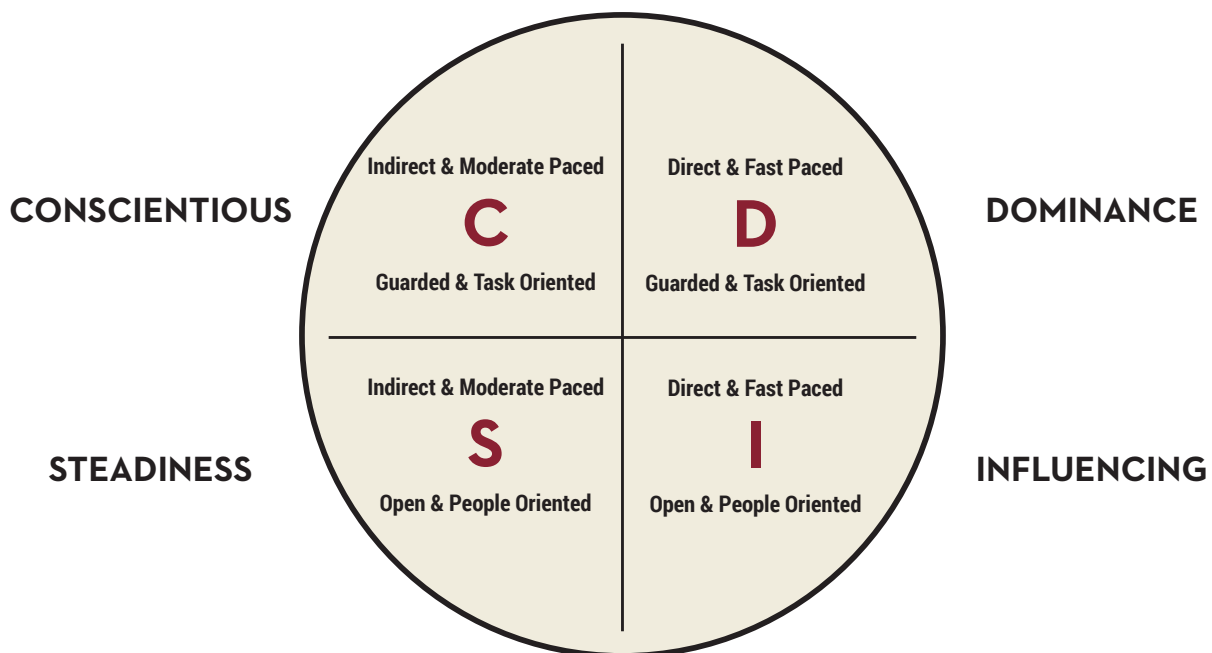 Indirect & Moderate Paced
Direct & Fast Paced
CONSCIENTIOUS
C
D
DOMINANCE
Guarded & Task Oriented
Guarded & Task Oriented
Indirect & Moderate Paced
Direct & Fast Paced
STEADINESS
S
I
INFLUENCING
Open & People Oriented
Open & People Oriented